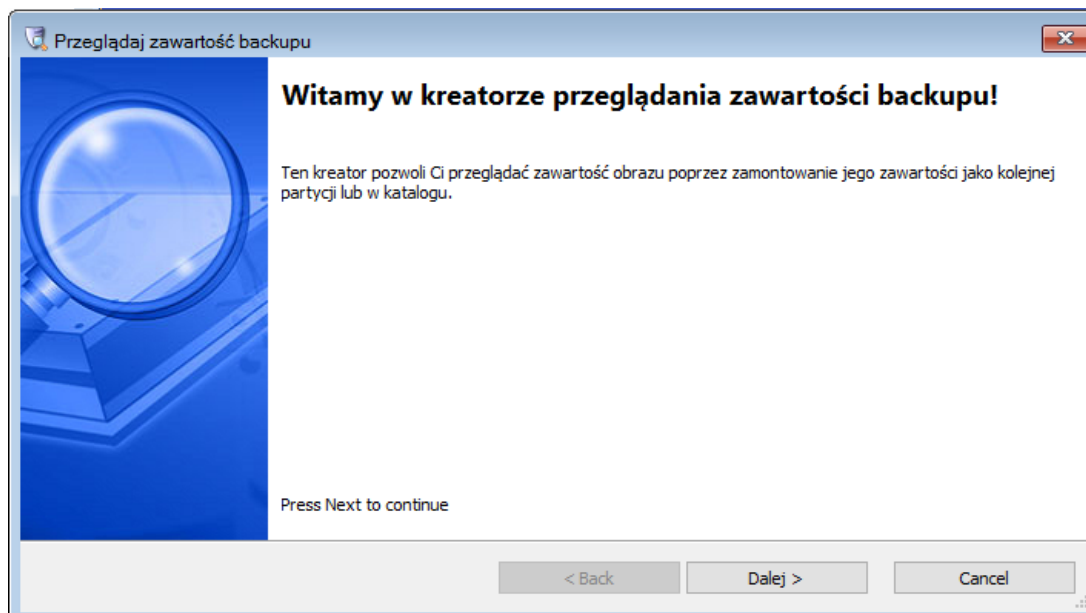 Przeglądaj zawartość backupu
Witamy w kreatorze przeglądania zawartości backupu!
Ten kreator pozwoli Ci przeglądać zawartość obrazu poprzez zamontowanie jego zawartości jako kolejnej
partycji lub w katalogu.
Press Next to continue
< Back
Dalej >
Cancel